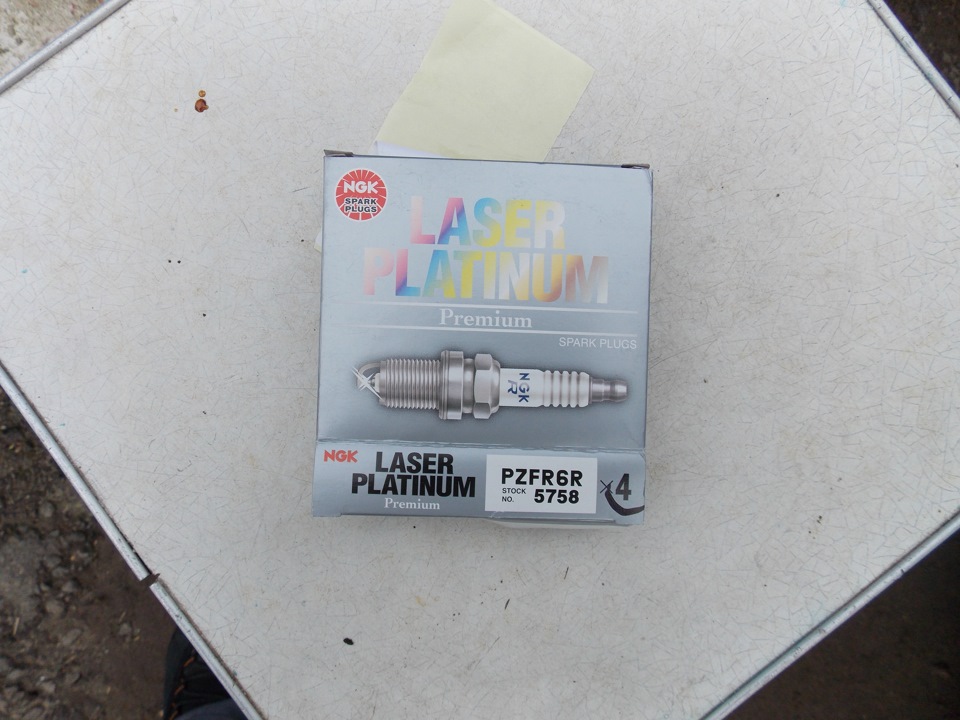 NGK
SPARK
PLUGS
LASER
PLATINUM
Premium
SPARK PLUGS
NGK
R
NGK
LASER
PLATINUM
Premium
PZFR6R
STOCK
NO. 5758
x4